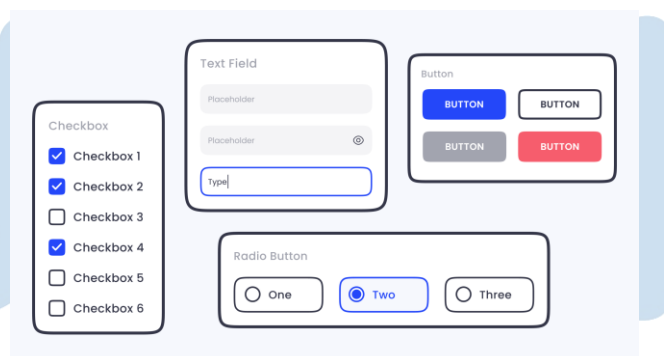 Checkbox
Checkbox 1
Checkbox 2
Checkbox 3
Checkbox 4
Checkbox 5
Checkbox 6
Text Field
Placeholder
Placeholder
Type
Button
BUTTON BUTTON
BUTTON BUTTON
Radio Button
One Two Three